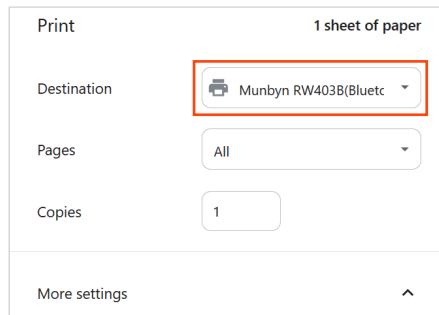 Print 1 sheet of paper
Destination Munbyn RW403B(Bluetc
Pages All
Copies 1
More settings